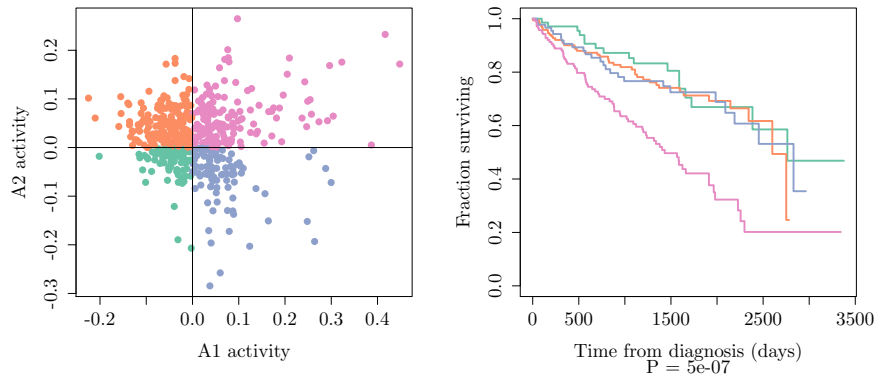 0.2
0.1
0.0
-0.1
-0.2
-0.3
A2 activity
-0.2 0.0 0.1 0.2 0.3 0.4
A1 activity
1.0
0.8
0.6
0.4
0.2
0.0
Fraction surviving
0 500 1500 2500 3500
Time from diagnosis (days)
P = 5e-07